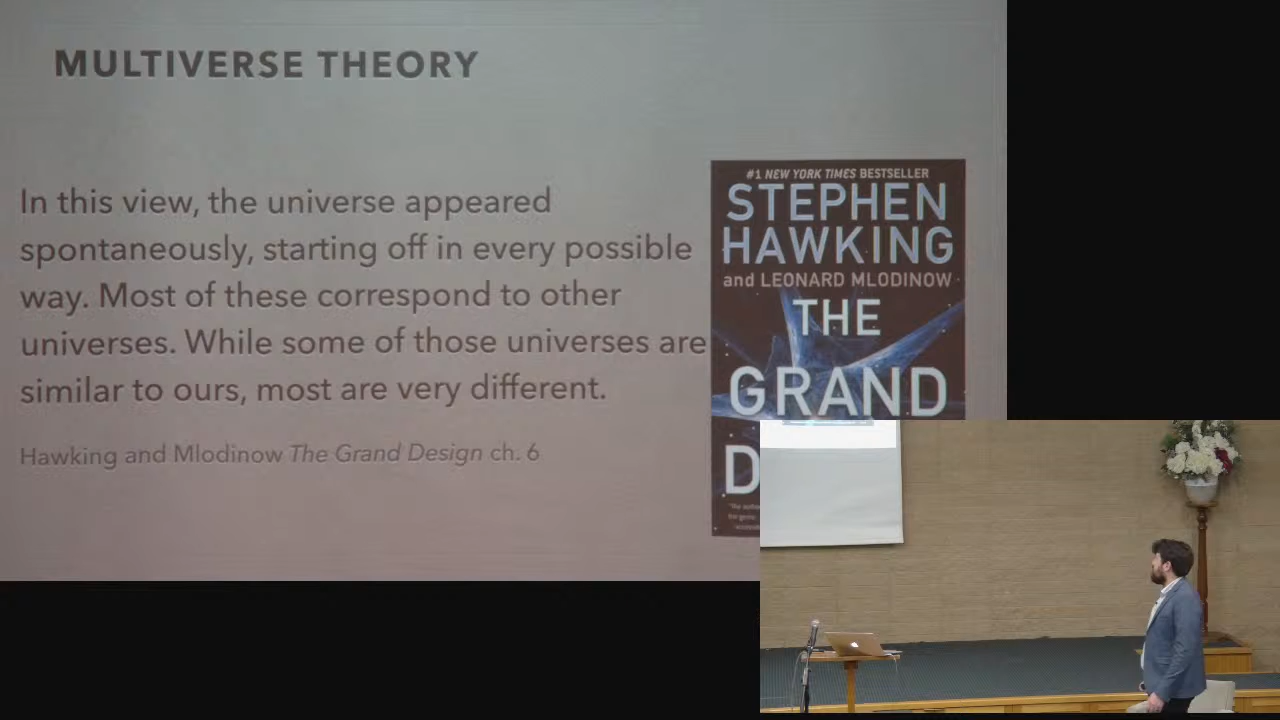 MULTIVERSE THEORY
In this view, the universe appeared
spontaneously, starting off in every possible
way. Most of these correspond to other
universes. While some of those universes are
similar to ours, most are very different.
Hawking and Mlodinow The Grand Design ch. 6
#1 NEW YORK TIMES BESTSELLER
STEPHEN
HAWKING
and LEONARD MLODINOW
THE
GRAND
D